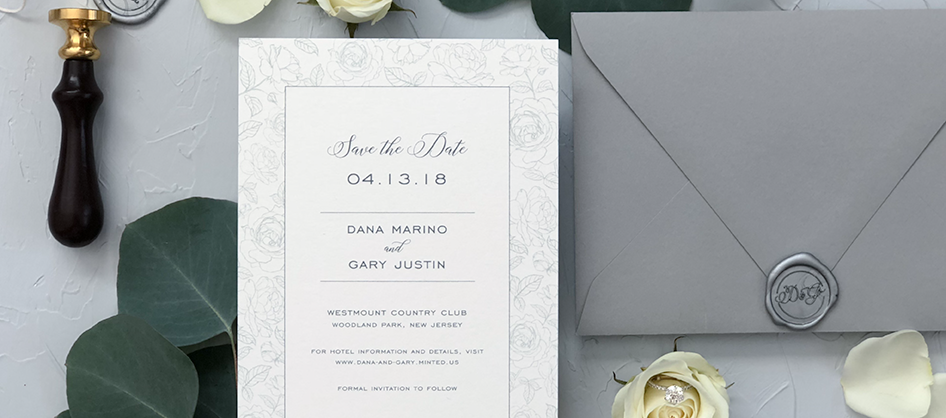 Save the Date
04.13.18
DANA MARINO
and
GARY JUSTIN
WESTMOUNT COUNTRY CLUB
WOODLAND PARK, NEW JERSEY
FOR HOTEL INFORMATION AND DETAILS, VISIT
WWW.DANA-AND-GARY.MINTED.US
FORMAL INVITATION TO FOLLOW
D&G